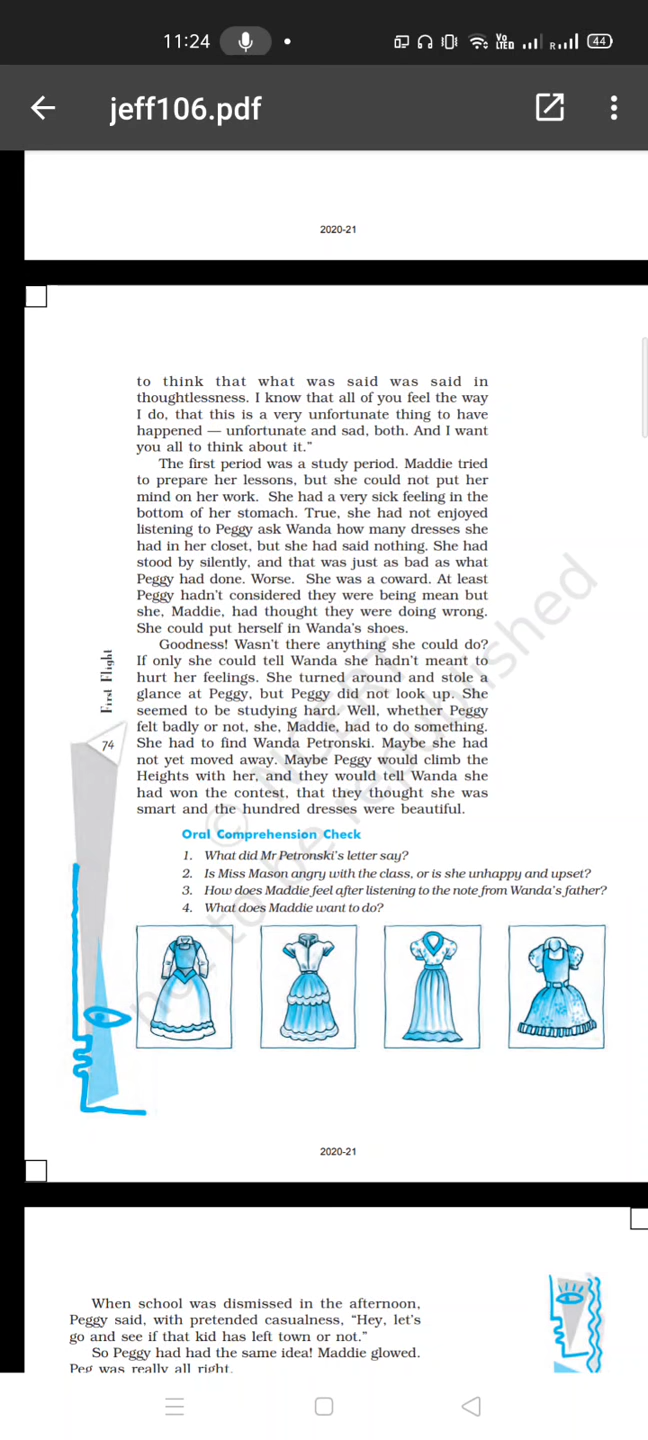 11:24
Vo
LTED
R
44
jeff106.pdf
2020-21
to think that what was said was said in
thoughtlessness. I know that all of you feel the way
I do, that this is a very unfortunate thing to have
happened — unfortunate and sad, both. And I want
you all to think about it."
The first period was a study period. Maddie tried
to prepare her lessons, but she could not put her
mind on her work. She had a very sick feeling in the
bottom of her stomach. True, she had not enjoyed
listening to Peggy ask Wanda how many dresses she
had in her closet, but she had said nothing. She had
stood by silently, and that was just as bad as what
Peggy had done. Worse. She was a coward. At least
Peggy hadn't considered they were being mean but
she, Maddie, had thought they were doing wrong.
She could put herself in Wanda's shoes.
Goodness! Wasn't there anything she could do?
If only she could tell Wanda she hadn't meant to
hurt her feelings. She turned around and stole a
glance at Peggy, but Peggy did not look up. She
seemed to be studying hard. Well, whether Peggy
felt badly or not, she, Maddie, had to do something.
She had to find Wanda Petronski. Maybe she had
not yet moved away. Maybe Peggy would climb the
Heights with her, and they would tell Wanda she
had won the contest, that they thought she was
smart and the hundred dresses were beautiful.
First Flight
74
© NCERT
not to be republished
Oral Comprehension Check
1. What did Mr Petronski's letter say?
2. Is Miss Mason angry with the class, or is she unhappy and upset?
3. How does Maddie feel after listening to the note from Wanda's father?
4. What does Maddie want to do?
2020-21
When school was dismissed in the afternoon,
Peggy said, with pretended casualness, "Hey, let's
go and see if that kid has left town or not."
So Peggy had had the same idea! Maddie glowed.
Peg was really all right.